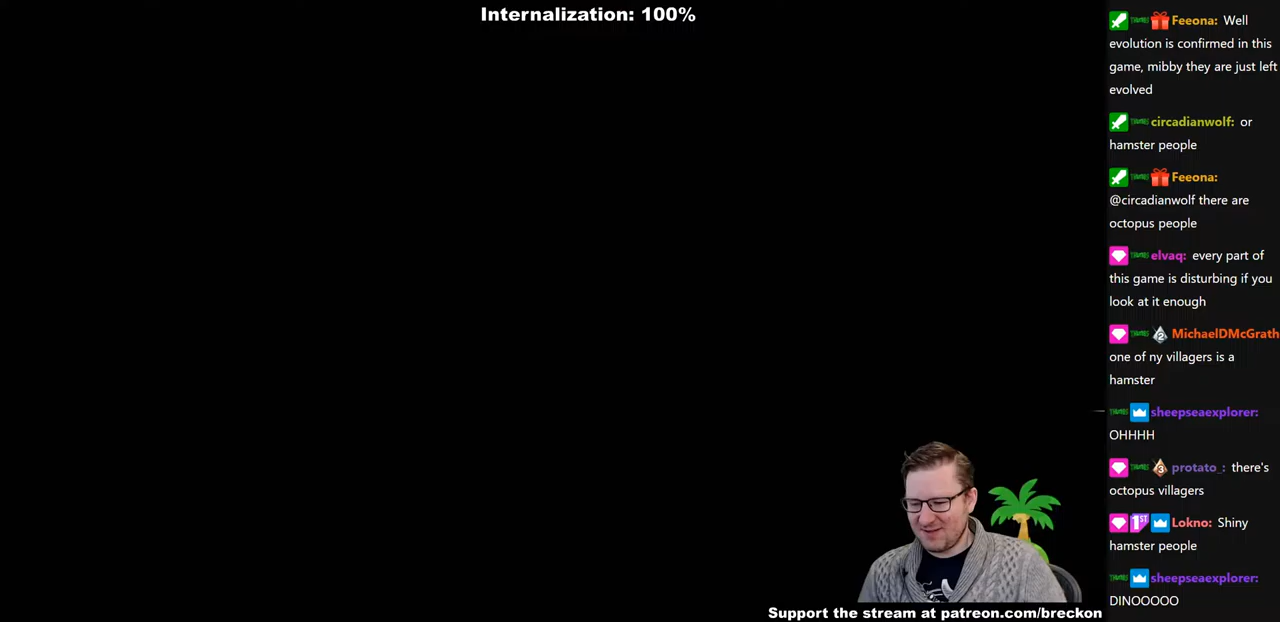 Internalization: 100%
Feeona: Well
evolution is confirmed in this
game, mibby they are just left
evolved
circadianwolf: or
hamster people
Feeona:
@circadianwolf there are
octopus people
elvaq: every part of
this game is disturbing if you
look at it enough
MichaelDMcGrath
one of ny villagers is a
hamster
sheepseaexplorer:
OHHHH
protato_: there's
octopus villagers
Lokno: Shiny
hamster people
sheepseaexplorer:
DINOOOOO
Support the stream at patreon.com/breckon